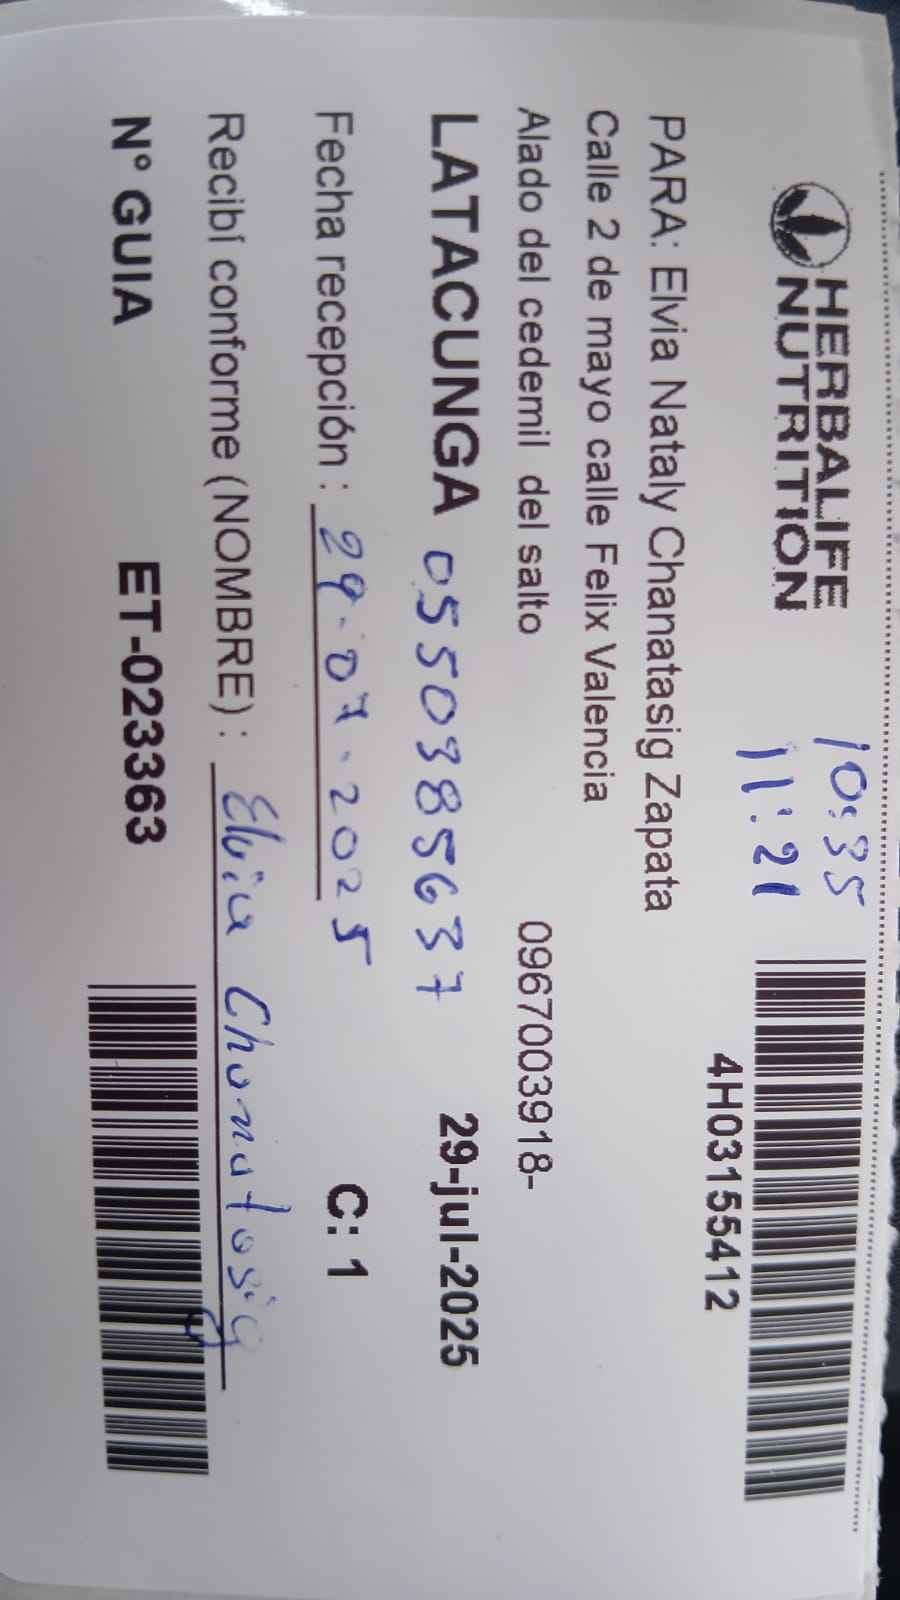 HERBALIFE
NUTRITION
10:35
11:21
4H03155412
PARA: Elvia Nataly Chanatasig Zapata
Calle 2 de mayo calle Felix Valencia
Alado del cedemil del salto 0967003918-
LATACUNGA 0550385637 29-jul-2025
Fecha recepción : 29.07.2025 C: 1
Recibí conforme (NOMBRE) : Elvia Chanatasig
N° GUIA ET-023363